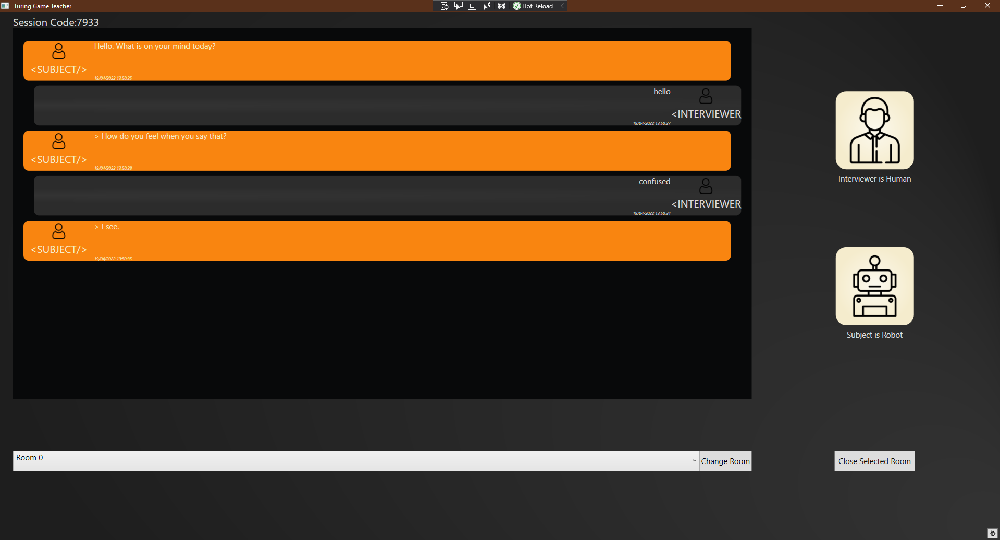 Turing Game Teacher
Hot Reload
Session Code:7933
Hello. What is on your mind today?
<SUBJECT/>
19/04/2022 13:50:25
hello
<INTERVIEWER
19/04/2022 13:50:27
> How do you feel when you say that?
<SUBJECT/>
19/04/2022 13:50:28
confused
<INTERVIEWER
19/04/2022 13:50:34
> I see.
<SUBJECT/>
19/04/2022 13:50:35
Interviewer is Human
Subject is Robot
Room 0
Change Room
Close Selected Room